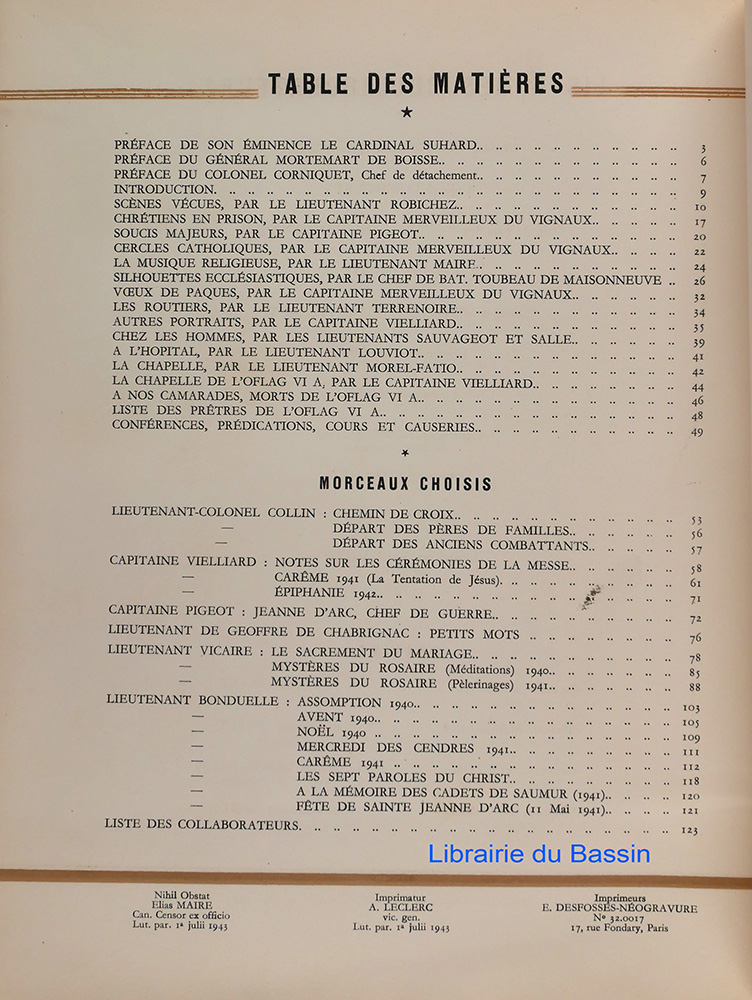 TABLE DES MATIÈRES
★
PRÉFACE DE SON ÉMINENCE LE CARDINAL SUHARD.. .. .. .. .. .. .. .. .. .. .. 3
PRÉFACE DU GÉNÉRAL MORTEMART DE BOISSE.. .. .. .. .. .. .. .. .. .. .. .. .. 6
PRÉFACE DU COLONEL CORNIQUET, Chef de détachement.. .. .. .. .. .. .. .. .. .. .. 7
INTRODUCTION. .. .. .. .. .. .. .. .. .. .. .. .. .. .. .. .. .. .. .. .. .. .. .. .. .. 9
SCÈNES VÉCUES, PAR LE LIEUTENANT ROBICHEZ.. .. .. .. .. .. .. .. .. .. .. 10
CHRÉTIENS EN PRISON, PAR LE CAPITAINE MERVEILLEUX DU VIGNAUX.. .. .. .. .. 17
SOUCIS MAJEURS, PAR LE CAPITAINE PIGEOT.. .. .. .. .. .. .. .. .. .. .. .. .. .. 20
CERCLES CATHOLIQUES, PAR LE CAPITAINE MERVEILLEUX DU VIGNAUX.. .. .. .. 22
LA MUSIQUE RELIGIEUSE, PAR LE LIEUTENANT MAIRE.. .. .. .. .. .. .. .. .. .. .. 24
SILHOUETTES ECCLÉSIASTIQUES, PAR LE CHEF DE BAT. TOUBEAU DE MAISONNEUVE .. 26
VŒUX DE PAQUES, PAR LE CAPITAINE MERVEILLEUX DU VIGNAUX.. .. .. .. .. .. 32
LES ROUTIERS, PAR LE LIEUTENANT TERRENOIRE.. .. .. .. .. .. .. .. .. .. .. .. 34
AUTRES PORTRAITS, PAR LE CAPITAINE VIELLIARD.. .. .. .. .. .. .. .. .. .. .. .. 35
CHEZ LES HOMMES, PAR LES LIEUTENANTS SAUVAGEOT ET SALLE.. .. .. .. .. .. 39
A L'HOPITAL, PAR LE LIEUTENANT LOUVIOT.. .. .. .. .. .. .. .. .. .. .. .. .. .. 41
LA CHAPELLE, PAR LE LIEUTENANT MOREL-FATIO.. .. .. .. .. .. .. .. .. .. .. .. 42
LA CHAPELLE DE L'OFLAG VI A, PAR LE CAPITAINE VIELLIARD.. .. .. .. .. .. .. .. 44
A NOS CAMARADES, MORTS DE L'OFLAG VI A.. .. .. .. .. .. .. .. .. .. .. .. .. .. 46
LISTE DES PRÊTRES DE L'OFLAG VI A.. .. .. .. .. .. .. .. .. .. .. .. .. .. .. .. 48
CONFÉRENCES, PRÉDICATIONS, COURS ET CAUSERIES.. .. .. .. .. .. .. .. .. .. .. 49
★
MORCEAUX CHOISIS
LIEUTENANT-COLONEL COLLIN : CHEMIN DE CROIX.. .. .. .. .. .. .. .. .. .. .. .. 53
— DÉPART DES PÈRES DE FAMILLES.. .. .. .. .. .. 56
— DÉPART DES ANCIENS COMBATTANTS.. .. .. .. .. 57
CAPITAINE VIELLIARD : NOTES SUR LES CÉRÉMONIES DE LA MESSE.. .. .. .. .. .. 58
— CARÊME 1941 (La Tentation de Jésus). .. .. .. .. .. .. .. .. .. 61
— ÉPIPHANIE 1942.. .. .. .. .. .. .. .. .. .. .. .. .. .. .. .. 71
CAPITAINE PIGEOT : JEANNE D'ARC, CHEF DE GUERRE.. .. .. .. .. .. .. .. .. .. 72
LIEUTENANT DE GEOFFRE DE CHABRIGNAC : PETITS MOTS .. .. .. .. .. .. .. .. 76
LIEUTENANT VICAIRE : LE SACREMENT DU MARIAGE.. .. .. .. .. .. .. .. .. .. .. 78
— MYSTÈRES DU ROSAIRE (Méditations) 1940.. .. .. .. .. .. .. 85
— MYSTÈRES DU ROSAIRE (Pèlerinages) 1941.. .. .. .. .. .. .. 88
LIEUTENANT BONDUELLE : ASSOMPTION 1940.. .. .. .. .. .. .. .. .. .. .. .. .. .. 103
— AVENT 1940.. .. .. .. .. .. .. .. .. .. .. .. .. .. .. .. 105
— NOËL 1940 .. .. .. .. .. .. .. .. .. .. .. .. .. .. .. .. 109
— MERCREDI DES CENDRES 1941.. .. .. .. .. .. .. .. .. 111
— CARÊME 1941 .. .. .. .. .. .. .. .. .. .. .. .. .. .. .. 112
— LES SEPT PAROLES DU CHRIST.. .. .. .. .. .. .. .. .. 118
— A LA MÉMOIRE DES CADETS DE SAUMUR (1941).. .. .. .. 120
— FÊTE DE SAINTE JEANNE D'ARC (11 Mai 1941).. .. .. .. 121
LISTE DES COLLABORATEURS. .. .. .. .. .. .. .. .. .. .. .. .. .. .. .. .. .. .. .. .. .. 123
Librairie du Bassin
Nihil Obstat
Elias MAIRE
Can. Censor ex officio
Lut. par. 1ª julii 1943
Imprimatur
A. LECLERC
vic. gen.
Lut. par. 1ª julii 1943
Imprimeurs
E. DESFOSSÉS-NÉOGRAVURE
Nº 32.0017
17, rue Fondary, Paris